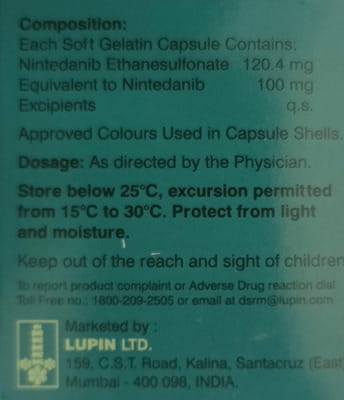 Composition:
Each Soft Gelatin Capsule Contains:
Nintedanib Ethanesulfonate 120.4 mg
Equivalent to Nintedanib 100 mg
Excipients q.s.
Approved Colours Used in Capsule Shells.
Dosage: As directed by the Physician.
Store below 25°C, excursion permitted
from 15°C to 30°C. Protect from light
and moisture.
Keep out of the reach and sight of children
To report product complaint or Adverse Drug reaction dial
Toll Free no.: 1800-209-2505 or email at dsrm@lupin.com
Marketed by :
LUPIN LTD.
159, C.S.T. Road, Kalina, Santacruz (East)
Mumbai - 400 098, INDIA.